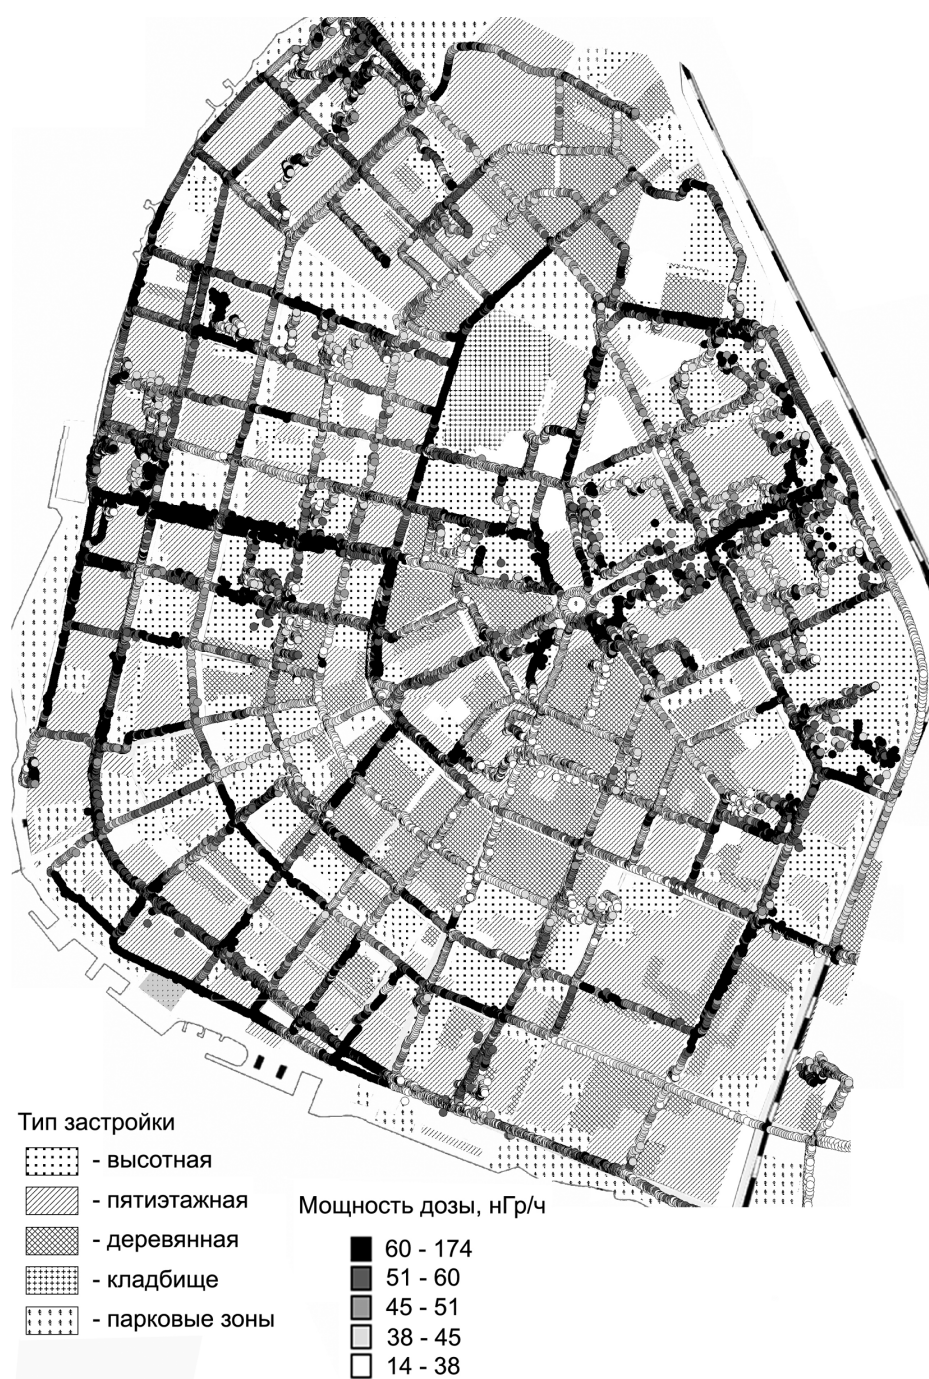 Тип застройки
- высотная
- пятиэтажная
- деревянная
- кладбище
- парковые зоны
Мощность дозы, нГр/ч
60 - 174
51 - 60
45 - 51
38 - 45
14 - 38